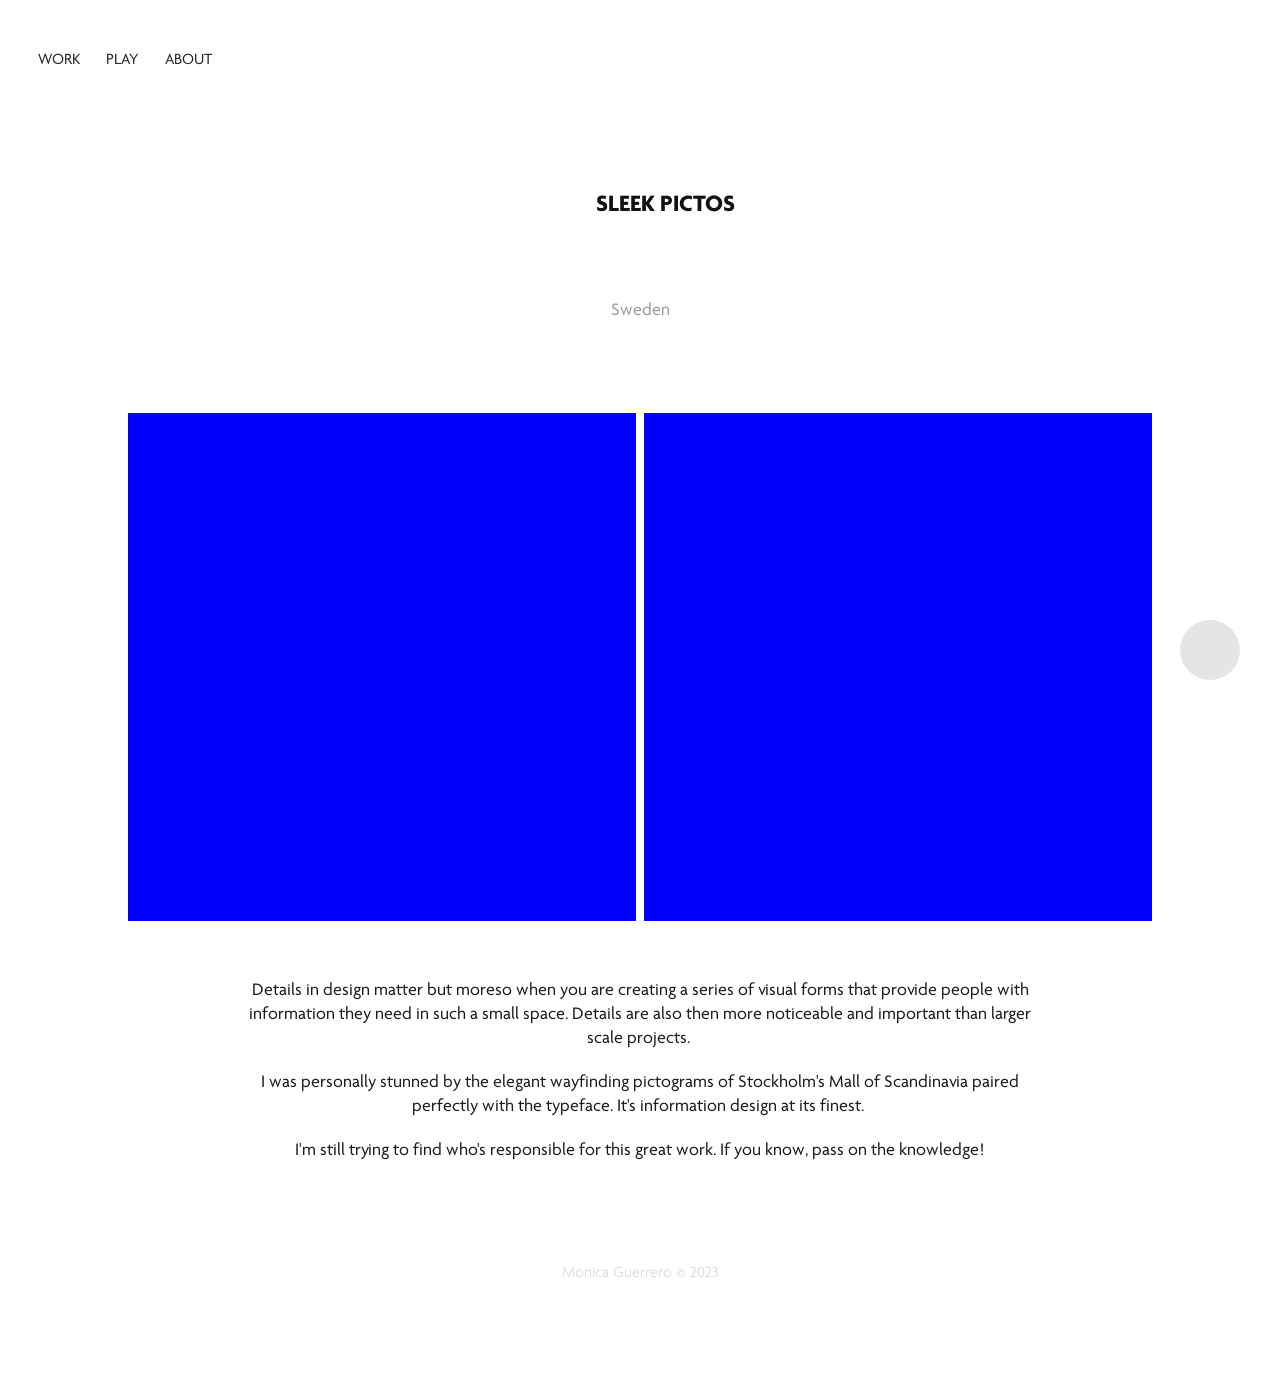 WORK PLAY ABOUT
SLEEK PICTOS
Sweden
Details in design matter but moreso when you are creating a series of visual forms that provide people with
information they need in such a small space. Details are also then more noticeable and important than larger
scale projects.
I was personally stunned by the elegant wayfinding pictograms of Stockholm's Mall of Scandinavia paired
perfectly with the typeface. It's information design at its finest.
I'm still trying to find who's responsible for this great work. If you know, pass on the knowledge!
Monica Guerrero © 2023